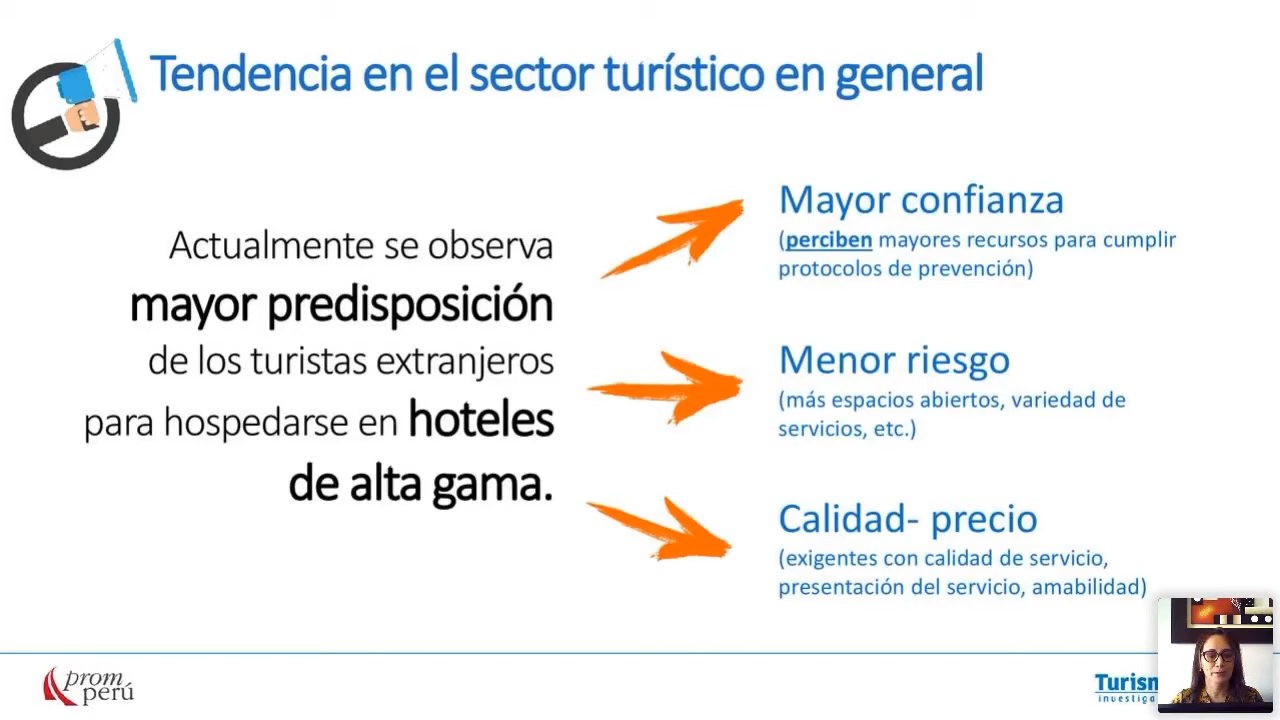 Tendencia en el sector turístico en general
Actualmente se observa
mayor predisposición
de los turistas extranjeros
para hospedarse en hoteles
de alta gama.
Mayor confianza
(perciben mayores recursos para cumplir
protocolos de prevención)
Menor riesgo
(más espacios abiertos, variedad de
servicios, etc.)
Calidad- precio
(exigentes con calidad de servicio,
presentación del servicio, amabilidad)
prom
perú